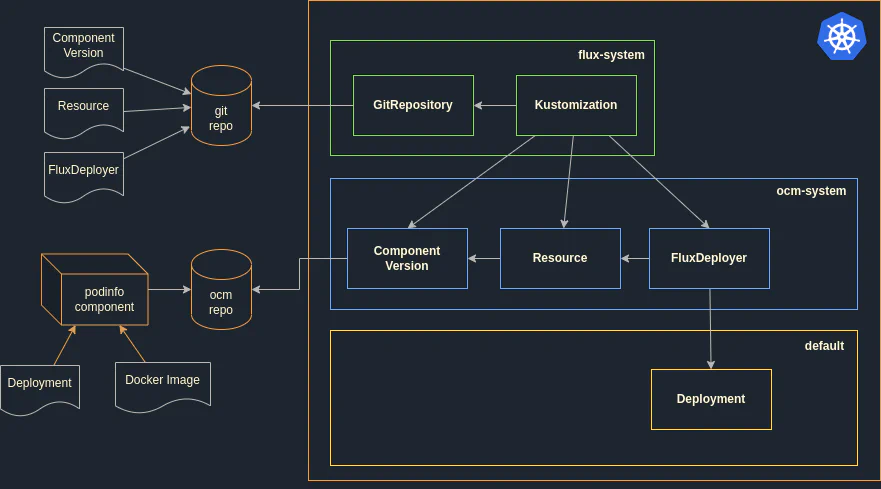 Component
Version
Resource
FluxDeployer
git
repo
flux-system
GitRepository
Kustomization
ocm-system
Component
Version
Resource
FluxDeployer
podinfo
component
ocm
repo
Deployment
Docker Image
default
Deployment